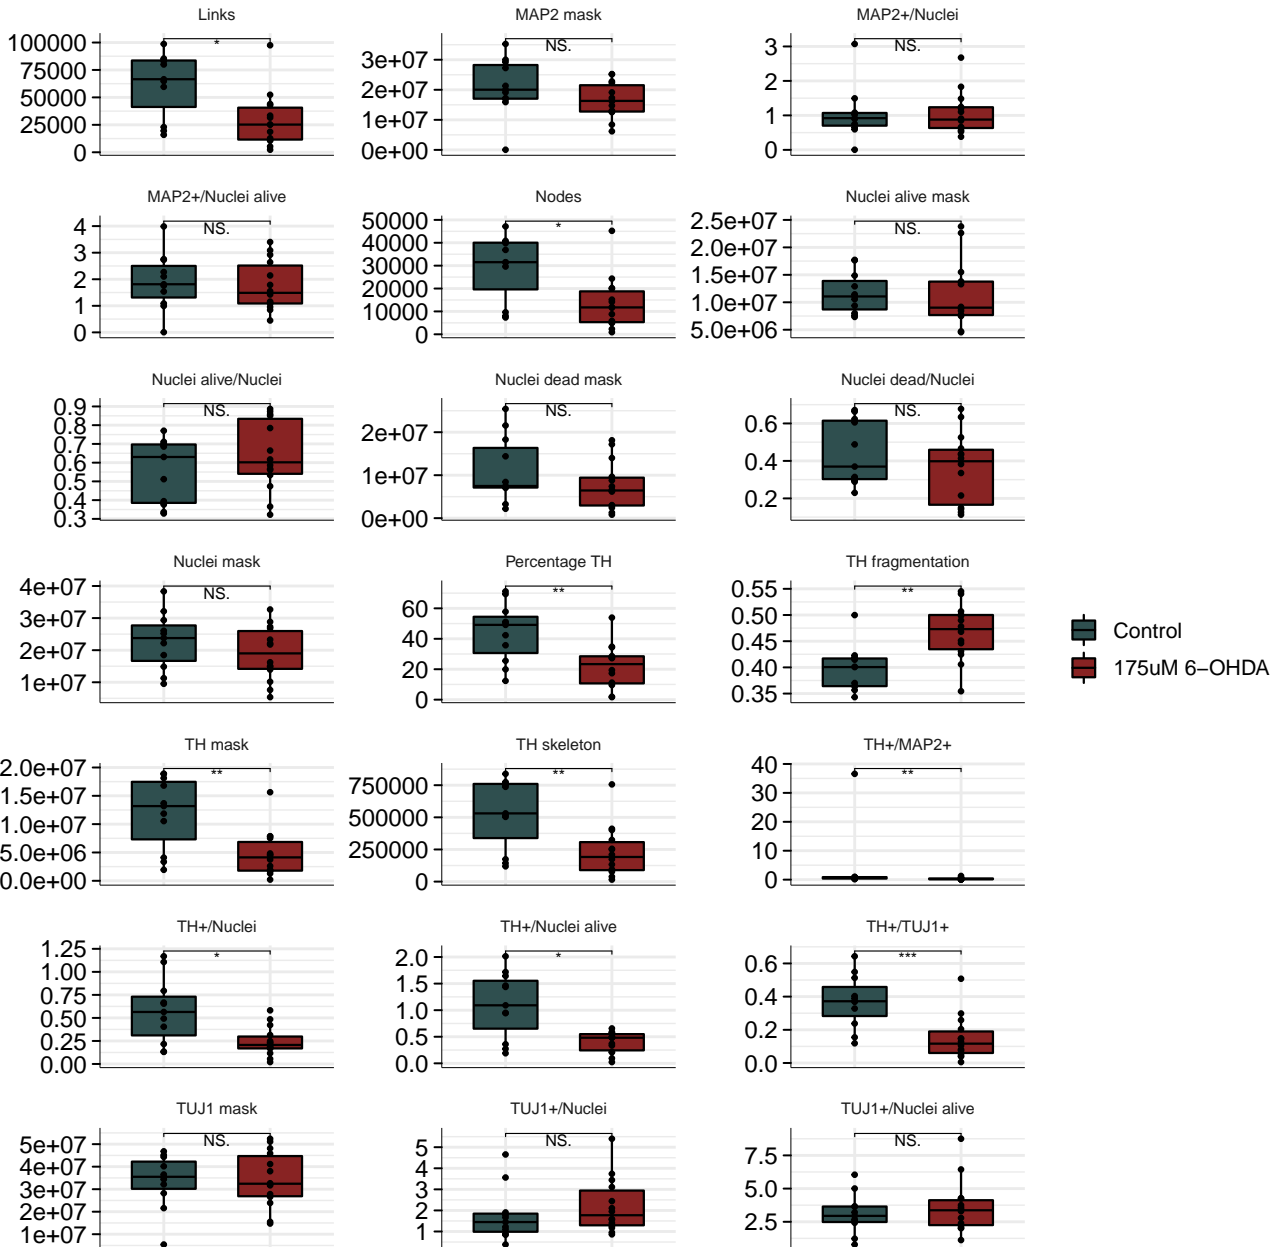 Links
MAP2 mask
MAP2+/Nuclei
100000
75000
50000
25000
0
*
3e+07
2e+07
1e+07
0e+00
NS.
3
2
1
0
NS.
MAP2+/Nuclei alive
Nodes
Nuclei alive mask
4
3
2
1
0
NS.
50000
40000
30000
20000
10000
0
*
2.5e+07
2.0e+07
1.5e+07
1.0e+07
5.0e+06
NS.
Nuclei alive/Nuclei
Nuclei dead mask
Nuclei dead/Nuclei
0.9
0.8
0.7
0.6
0.5
0.4
0.3
NS.
2e+07
1e+07
0e+00
NS.
0.6
0.4
0.2
NS.
Nuclei mask
Percentage TH
TH fragmentation
4e+07
3e+07
2e+07
1e+07
NS.
60
40
20
0
**
0.55
0.50
0.45
0.40
0.35
**
Control
175uM 6−OHDA
TH mask
TH skeleton
TH+/MAP2+
2.0e+07
1.5e+07
1.0e+07
5.0e+06
0.0e+00
**
750000
500000
250000
0
**
40
30
20
10
0
**
TH+/Nuclei
TH+/Nuclei alive
TH+/TUJ1+
1.25
1.00
0.75
0.50
0.25
0.00
*
2.0
1.5
1.0
0.5
0.0
*
0.6
0.4
0.2
0.0
***
TUJ1 mask
TUJ1+/Nuclei
TUJ1+/Nuclei alive
5e+07
4e+07
3e+07
2e+07
1e+07
NS.
5
4
3
2
1
NS.
7.5
5.0
2.5
NS.